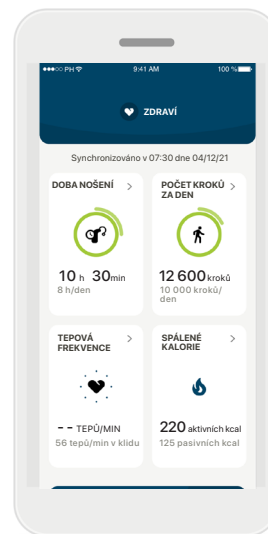 PH 9:41 AM 100 %
ZDRAVÍ
Synchronizováno v 07:30 dne 04/12/21
DOBA NOŠENÍ
10 h 30min
8 h/den
POČET KROKŮ
ZA DEN
12 600 kroků
10 000 kroků/
den
TEPOVÁ
FREKVENCE
-- TEPŮ/MIN
56 tepů/min v klidu
SPÁLENÉ
KALORIE
220 aktivních kcal
125 pasivních kcal